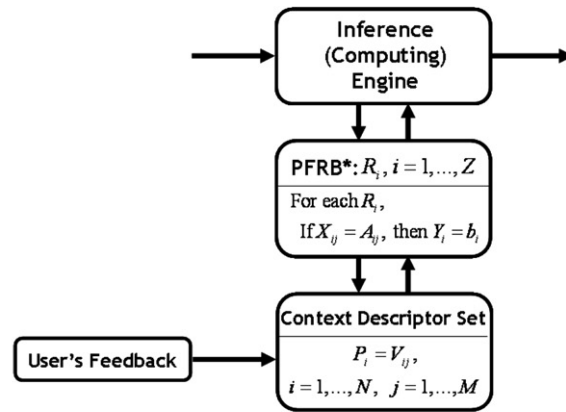 Inference
(Computing)
Engine
PFRB*: R_i, i = 1,...,Z
For each R_i,
If X_ij = A_ij, then Y_i = b_i
Context Descriptor Set
P_i = V_ij,
i = 1,...,N, j = 1,...,M
User's Feedback